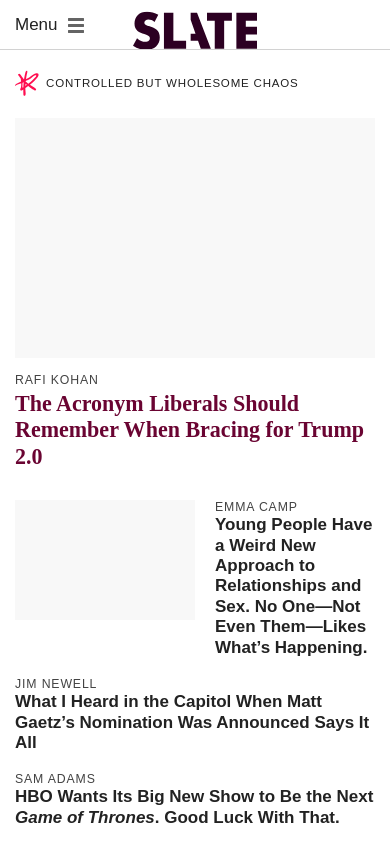 Menu
SLATE
CONTROLLED BUT WHOLESOME CHAOS
RAFI KOHAN
The Acronym Liberals Should
Remember When Bracing for Trump
2.0
EMMA CAMP
Young People Have
a Weird New
Approach to
Relationships and
Sex. No One—Not
Even Them—Likes
What’s Happening.
JIM NEWELL
What I Heard in the Capitol When Matt
Gaetz’s Nomination Was Announced Says It
All
SAM ADAMS
HBO Wants Its Big New Show to Be the Next
Game of Thrones. Good Luck With That.